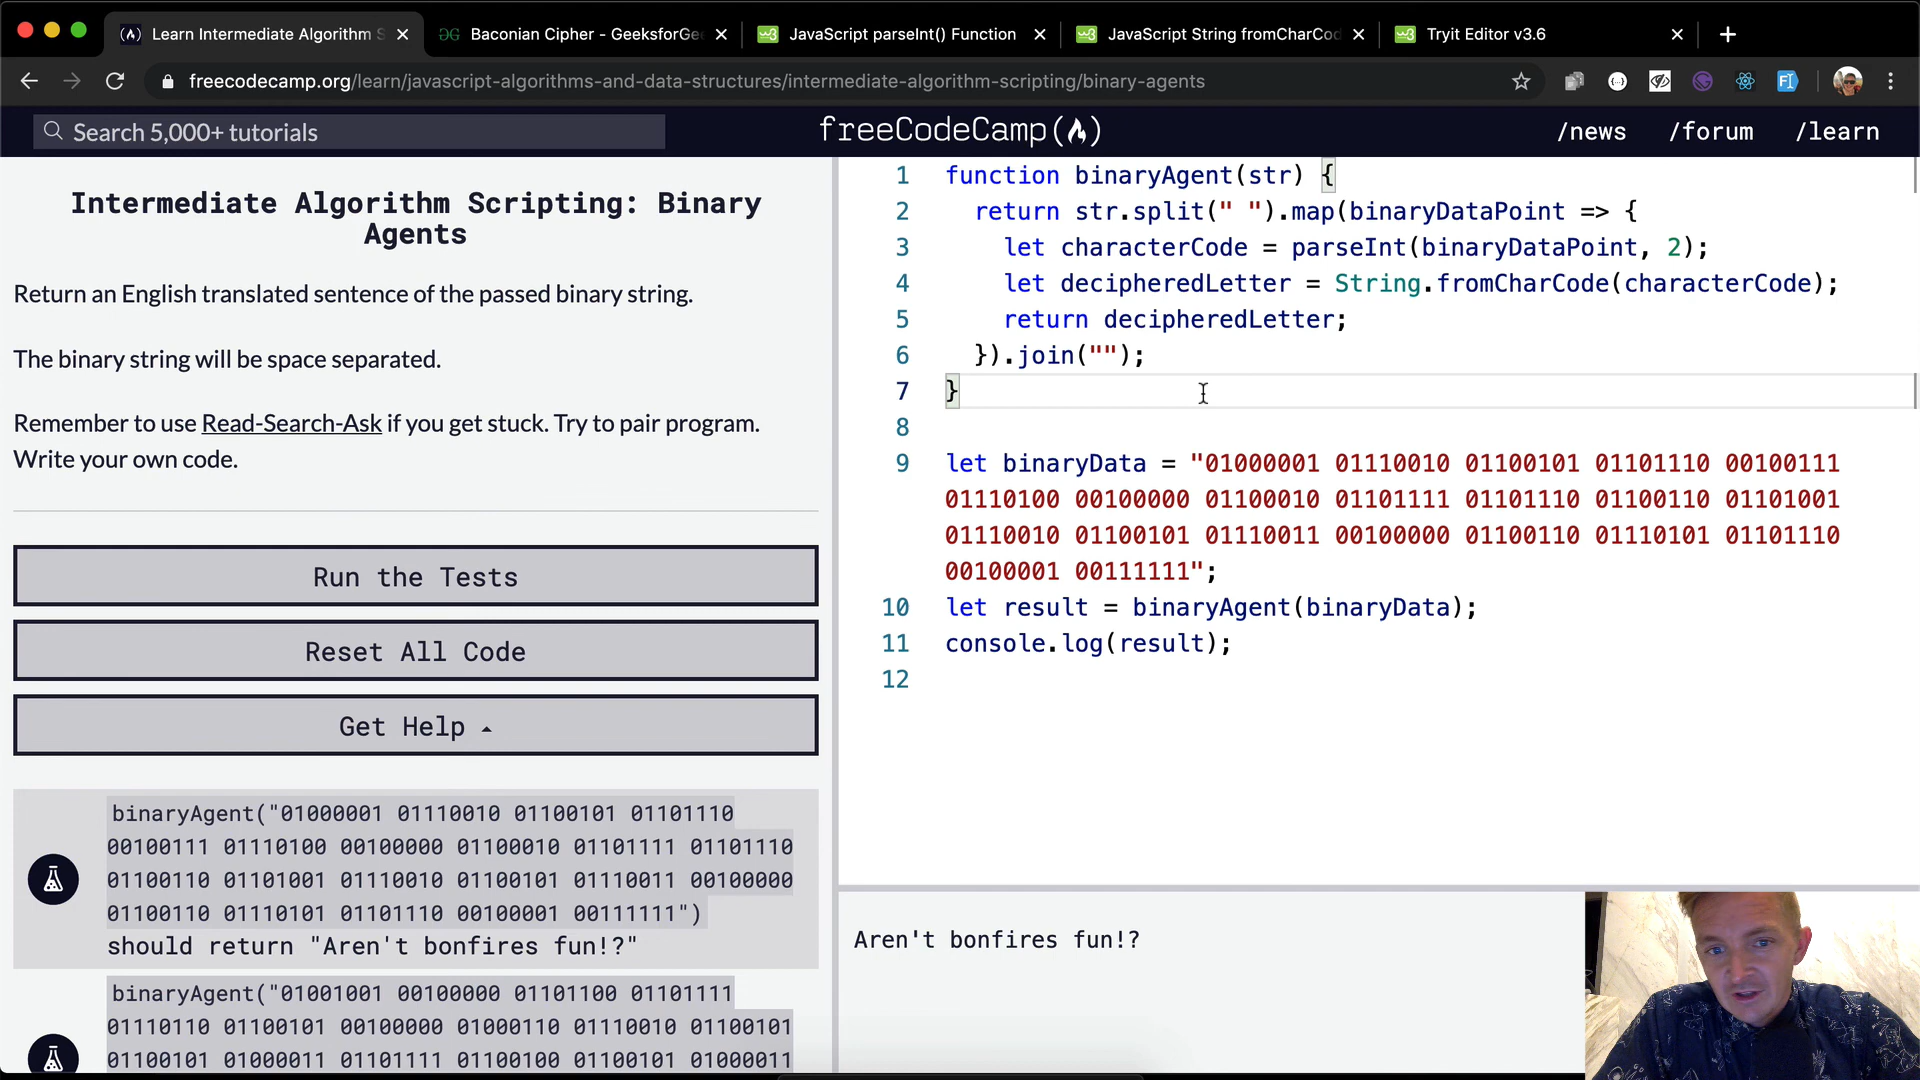 Learn Intermediate Algorithm S
Baconian Cipher - GeeksforGe
JavaScript parseInt() Function
JavaScript String fromCharCo
Tryit Editor v3.6
freecodecamp.org/learn/javascript-algorithms-and-data-structures/intermediate-algorithm-scripting/binary-agents
Search 5,000+ tutorials
freeCodeCamp
/news
/forum
/learn
Intermediate Algorithm Scripting: Binary
Agents
Return an English translated sentence of the passed binary string.
The binary string will be space separated.
Remember to use Read-Search-Ask if you get stuck. Try to pair program.
Write your own code.
Run the Tests
Reset All Code
Get Help
binaryAgent("01000001 01110010 01100101 01101110
00100111 01110100 00100000 01100010 01101111 01101110
01100110 01101001 01110010 01100101 01110011 00100000
01100110 01110101 01101110 00100001 00111111")
should return "Aren't bonfires fun!?"
binaryAgent("01001001 00100000 01101100 01101111
01110110 01100101 00100000 01000110 01110010 01100101
01100101 01000011 01101111 01100100 01100101 01000011
1 function binaryAgent(str) {
2 return str.split(" ").map(binaryDataPoint => {
3 let characterCode = parseInt(binaryDataPoint, 2);
4 let decipheredLetter = String.fromCharCode(characterCode);
5 return decipheredLetter;
6 }).join("");
7 }
8
9 let binaryData = "01000001 01110010 01100101 01101110 00100111
01110100 00100000 01100010 01101111 01101110 01100110 01101001
01110010 01100101 01110011 00100000 01100110 01110101 01101110
00100001 00111111";
10 let result = binaryAgent(binaryData);
11 console.log(result);
12
Aren't bonfires fun!?